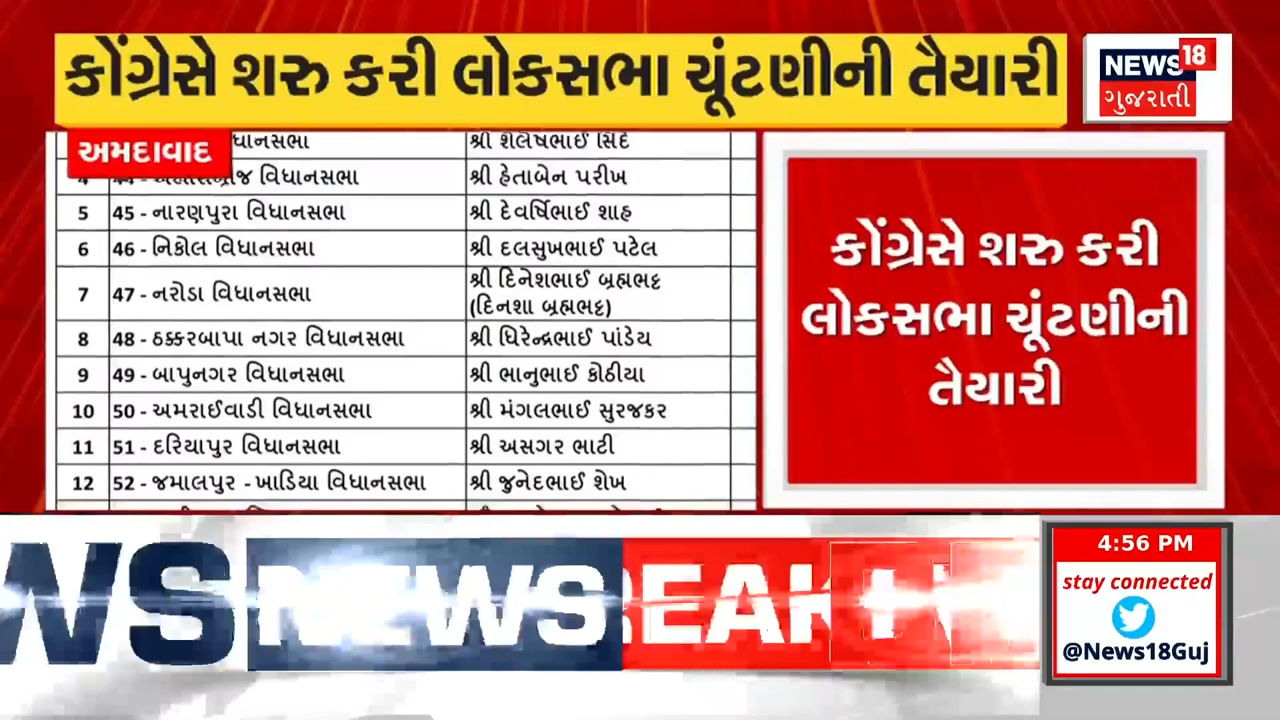 કોંગ્રેસે શરુ કરી લોકસભા ચૂંટણીની તૈયારી
NEWS18
ગુજરાતી
અમદાવાદ
શ્રી હેતાબેન પરીખ
5 45 - નારણપુરા વિધાનસભા શ્રી દેવર્ષિભાઈ શાહ
6 46 - નિકોલ વિધાનસભા શ્રી દલસુખભાઈ પટેલ
7 47 - નરોડા વિધાનસભા શ્રી દિનેશભાઈ બ્રહ્મભટ્ટ
(દિનશા બ્રહ્મભટ્ટ)
8 48 - ઠક્કરબાપા નગર વિધાનસભા શ્રી ધિરેન્દ્રભાઈ પાંડેય
9 49 - બાપુનગર વિધાનસભા શ્રી ભાનુભાઈ કોઠીયા
10 50 - અમરાઈવાડી વિધાનસભા શ્રી મંગલભાઈ સુરજકર
11 51 - દરિયાપુર વિધાનસભા શ્રી અસગર ભાટી
12 52 - જમાલપુર - ખાડિયા વિધાનસભા શ્રી જુનેદભાઈ શેખ
કોંગ્રેસે શરુ કરી
લોકસભા ચૂંટણીની
તૈયારી
NEWS
4:56 PM
stay connected
@News18Guj